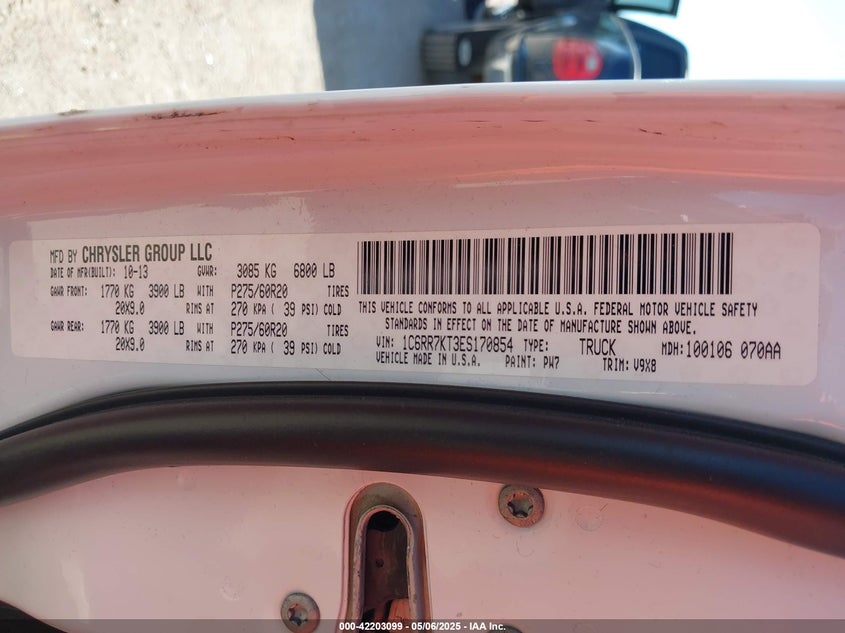 MFD BY CHRYSLER GROUP LLC
DATE OF MFR(BUILT): 10-13 GVWR: 3085 KG 6800 LB
GAWR FRONT: 1770 KG 3900 LB WITH P275/60R20 TIRES
20X9.0 RIMS AT 270 KPA ( 39 PSI) COLD
GAWR REAR: 1770 KG 3900 LB WITH P275/60R20 TIRES
20X9.0 RIMS AT 270 KPA ( 39 PSI) COLD
THIS VEHICLE CONFORMS TO ALL APPLICABLE U.S.A. FEDERAL MOTOR VEHICLE SAFETY
STANDARDS IN EFFECT ON THE DATE OF MANUFACTURE SHOWN ABOVE.
VIN: 1C6RR7KT3ES170854 TYPE: TRUCK MDH: 100106 070AA
VEHICLE MADE IN U.S.A. PAINT: PW7 TRIM: V9X8
000-42203099 - 05/06/2025 - IAA Inc.